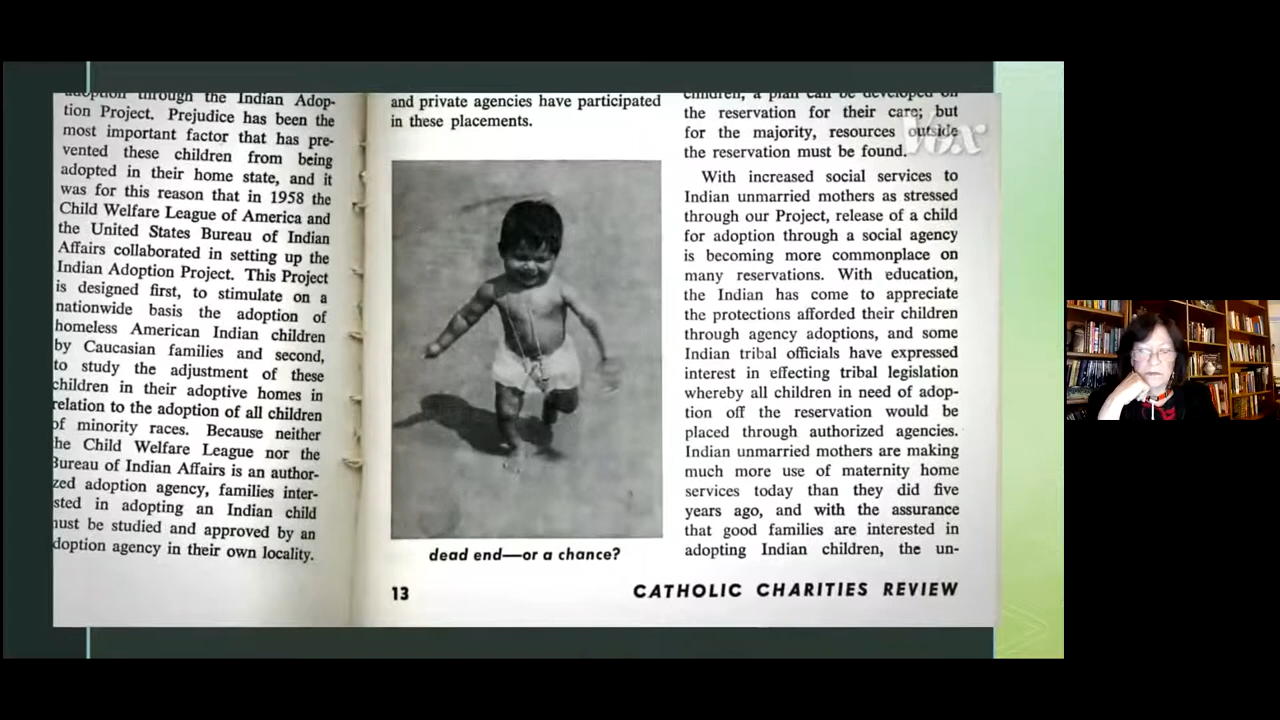 adoption through the Indian Adop-
tion Project. Prejudice has been the
most important factor that has pre-
vented these children from being
adopted in their home state, and it
was for this reason that in 1958 the
Child Welfare League of America and
the United States Bureau of Indian
Affairs collaborated in setting up the
Indian Adoption Project. This Project
is designed first, to stimulate on a
nationwide basis the adoption of
homeless American Indian children
by Caucasian families and second,
to study the adjustment of these
children in their adoptive homes in
relation to the adoption of all children
of minority races. Because neither
he Child Welfare League nor the
Bureau of Indian Affairs is an author-
zed adoption agency, families inter-
sted in adopting an Indian child
must be studied and approved by an
doption agency in their own locality.
and private agencies have participated
in these placements.
dead end—or a chance?
13
children, a plan can be developed on
the reservation for their care; but
for the majority, resources outside
the reservation must be found.
With increased social services to
Indian unmarried mothers as stressed
through our Project, release of a child
for adoption through a social agency
is becoming more commonplace on
many reservations. With education,
the Indian has come to appreciate
the protections afforded their children
through agency adoptions, and some
Indian tribal officials have expressed
interest in effecting tribal legislation
whereby all children in need of adop-
tion off the reservation would be
placed through authorized agencies.
Indian unmarried mothers are making
much more use of maternity home
services today than they did five
years ago, and with the assurance
that good families are interested in
adopting Indian children, the un-
CATHOLIC CHARITIES REVIEW
Vox